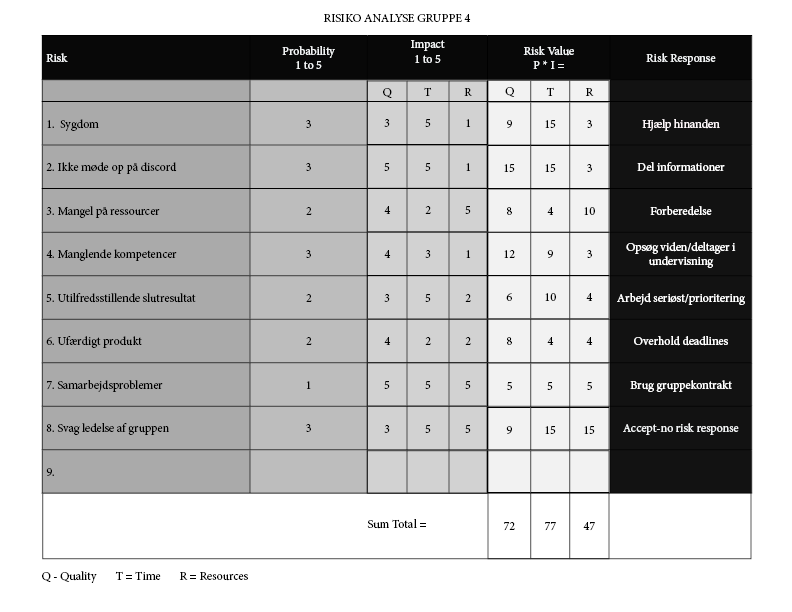 RISIKO ANALYSE GRUPPE 4
Risk Probability 1 to 5 Impact 1 to 5 Risk Value P * I = Risk Response
Q T R Q T R
1. Sygdom 3 3 5 1 9 15 3 Hjælp hinanden
2. Ikke møde op på discord 3 5 5 1 15 15 3 Del informationer
3. Mangel på ressourcer 2 4 2 5 8 4 10 Forberedelse
4. Manglende kompetencer 3 4 3 1 12 9 3 Opsøg viden/deltager i undervisning
5. Utilfredsstillende slutresultat 2 3 5 2 6 10 4 Arbejd seriøst/prioritering
6. Ufærdigt produkt 2 4 2 2 8 4 4 Overhold deadlines
7. Samarbejdsproblemer 1 5 5 5 5 5 5 Brug gruppekontrakt
8. Svag ledelse af gruppen 3 3 5 5 9 15 15 Accept-no risk response
9.
Sum Total = 72 77 47
Q - Quality T = Time R = Resources